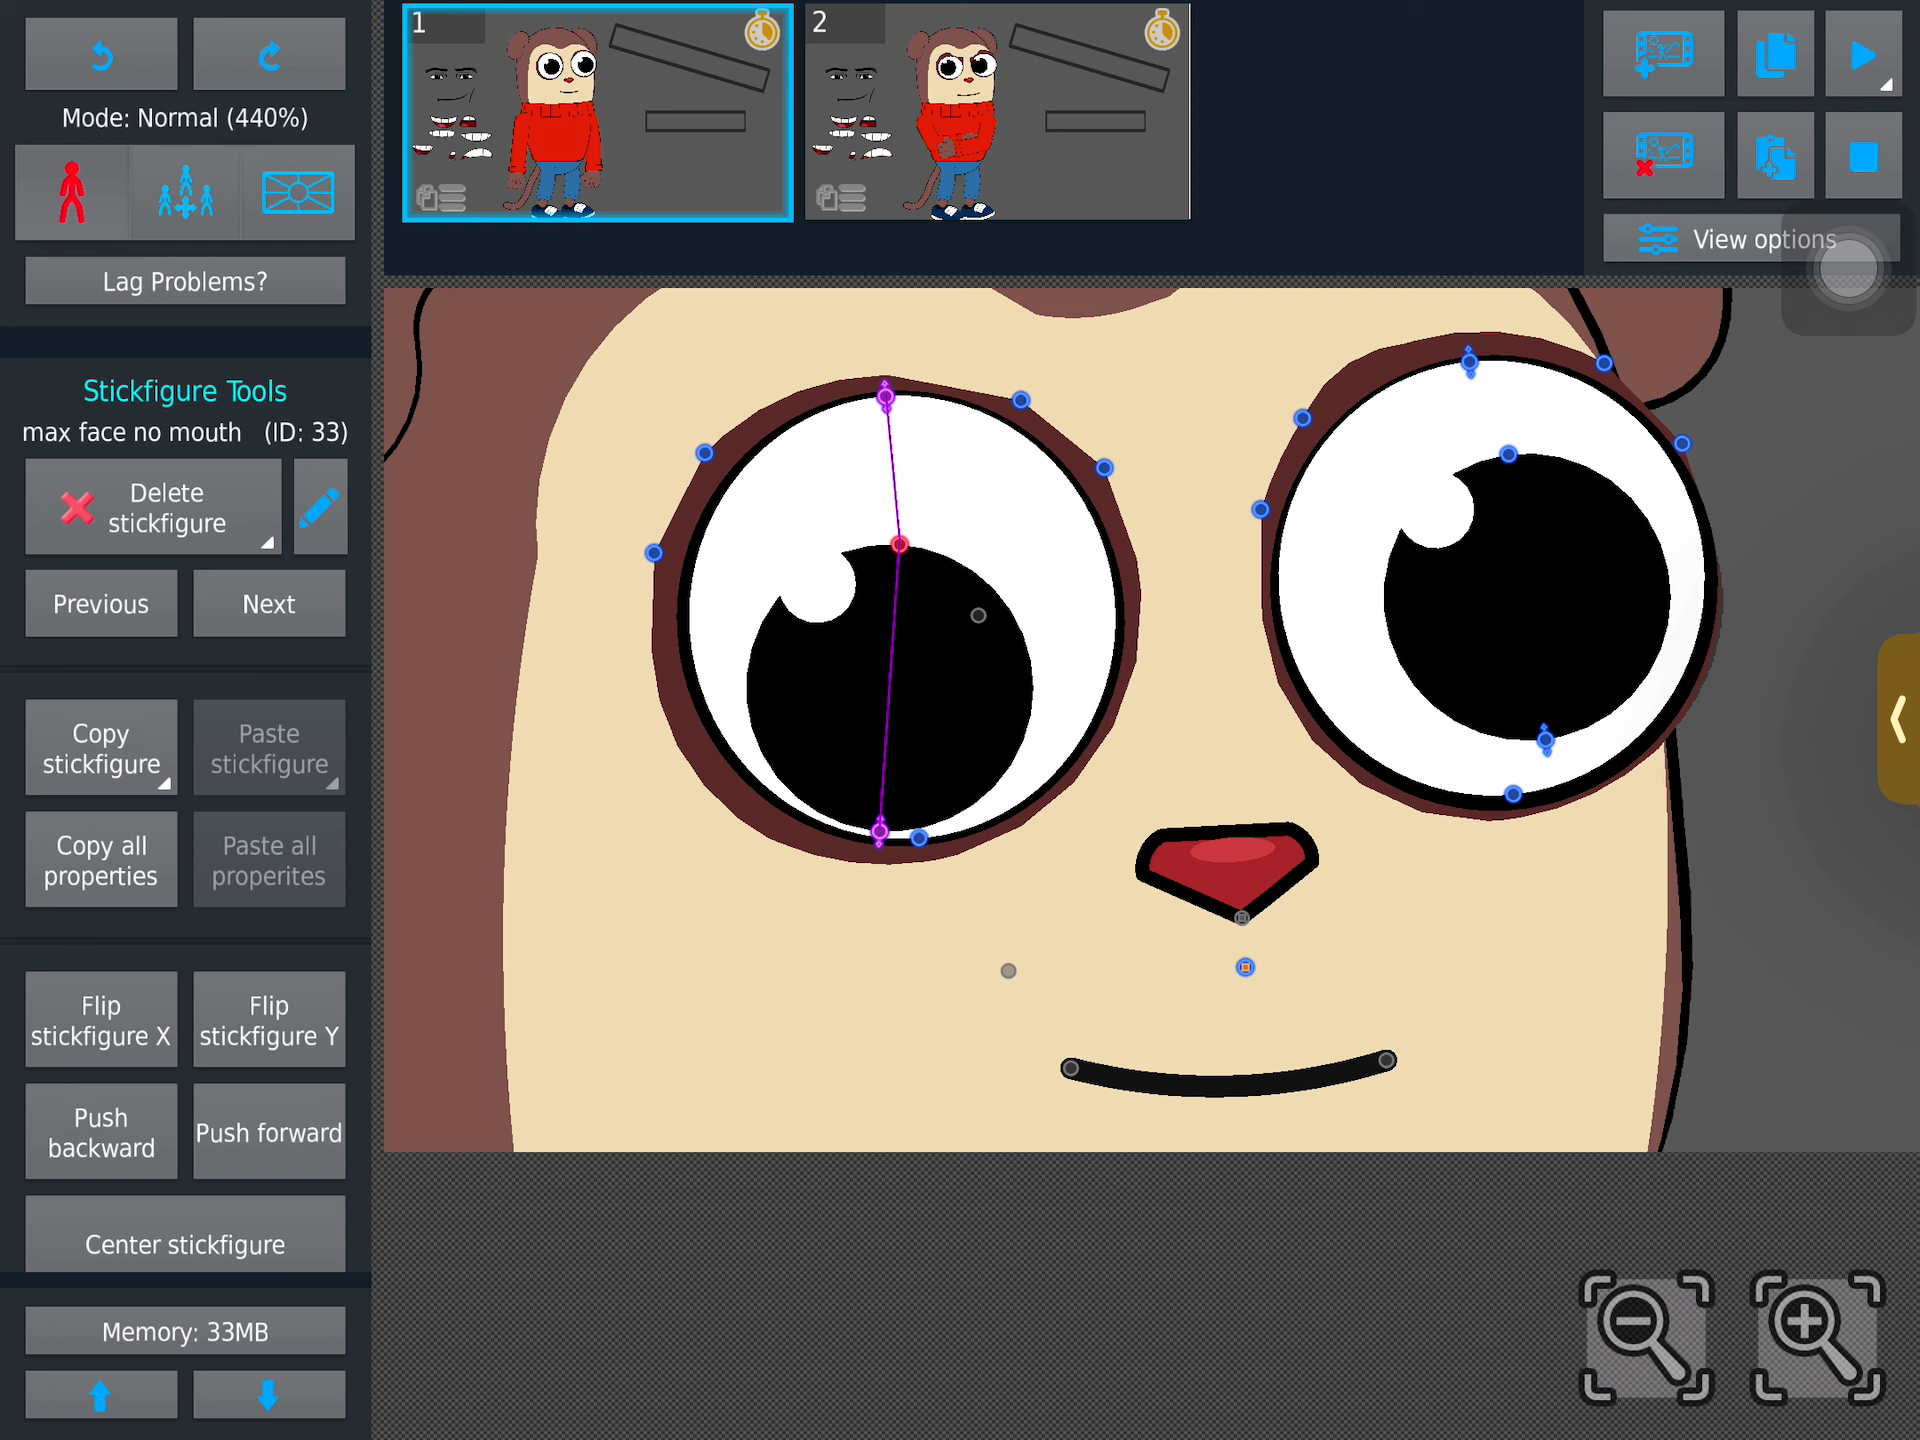 1
2
Mode: Normal (440%)
View options
Lag Problems?
Stickfigure Tools
max face no mouth (ID: 33)
Delete
stickfigure
Previous
Next
Copy
stickfigure
Paste
stickfigure
Copy all
properties
Paste all
properites
Flip
stickfigure X
Flip
stickfigure Y
Push
backward
Push forward
Center stickfigure
Memory: 33MB